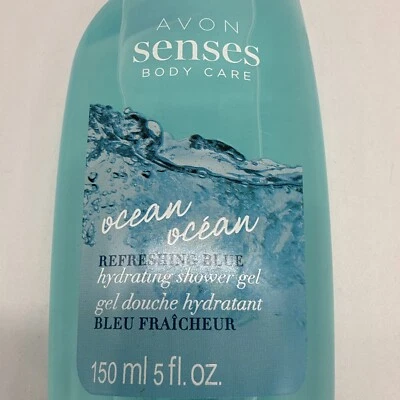 AVON
senses
BODY CARE
ocean
océan
REFRESHING BLUE
hydrating shower gel
gel douche hydratant
BLEU FRAÎCHEUR
150 ml 5 fl. oz.